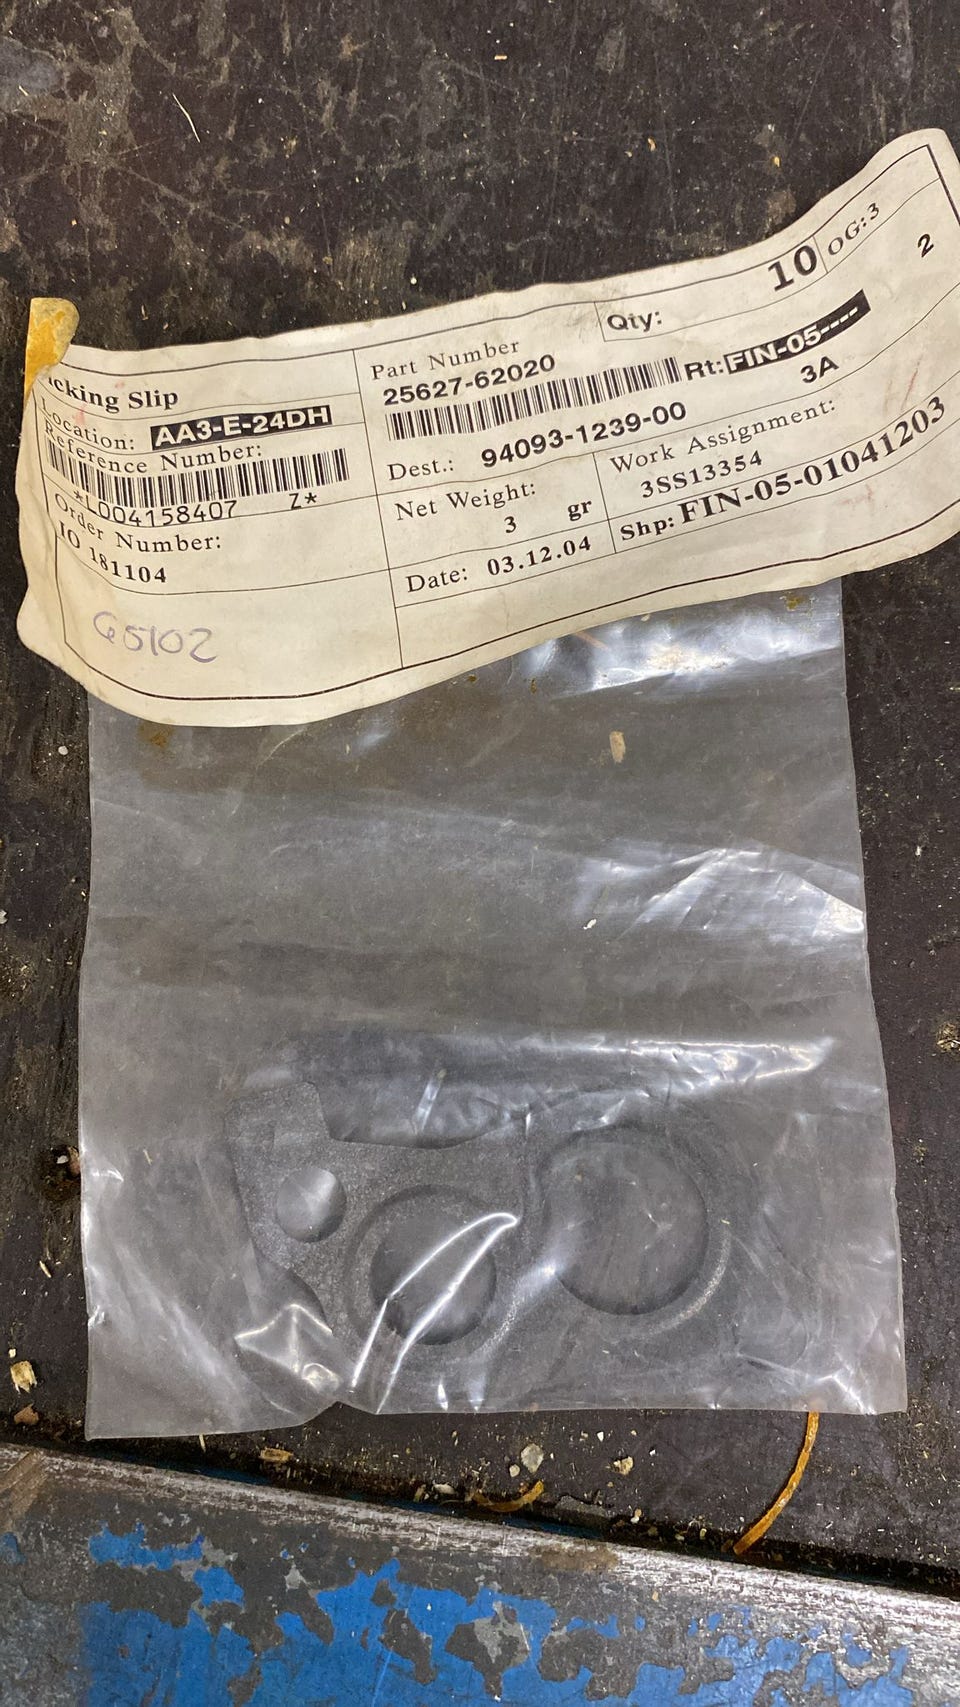 cking Slip
Location: AA3-E-24DH
Reference Number:
*L004158407 Z*
Order Number:
IO 181104
G5102
Part Number
25627-62020
Qty: 10
OG:3
2
Rt:FIN-05----
3A
Dest.: 94093-1239-00
Net Weight:
3 gr
Work Assignment:
3SS13354
Date: 03.12.04
Shp: FIN-05-01041203